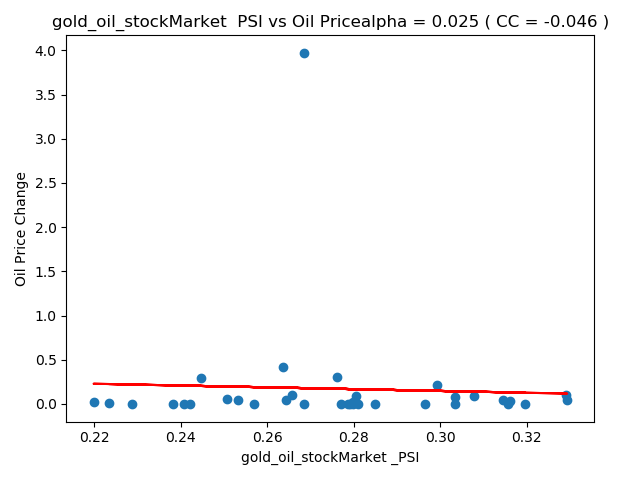 gold_oil_stockMarket  PSI vs Oil Pricealpha = 0.025 ( CC = -0.046 )
4.0
3.5
3.0
2.5
2.0
1.5
1.0
0.5
0.0
Oil Price Change
0.22 0.24 0.26 0.28 0.30 0.32
gold_oil_stockMarket _PSI